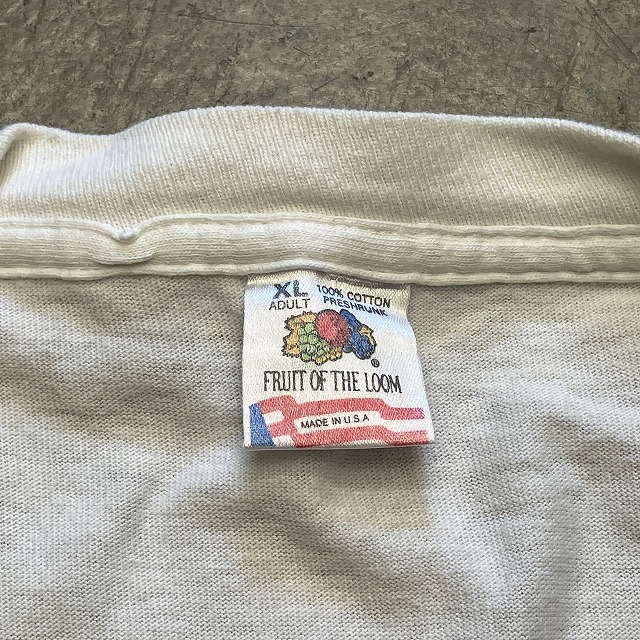 XL 100% COTTON
ADULT PRESHRUNK
®
FRUIT OF THE LOOM
MADE IN U.S.A